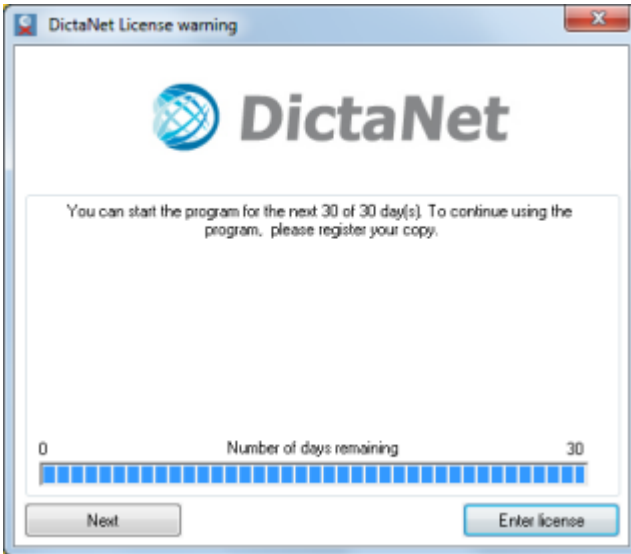 DictaNet License warning
DictaNet
You can start the program for the next 30 of 30 day(s). To continue using the
program, please register your copy.
0 Number of days remaining 30
Next Enter license